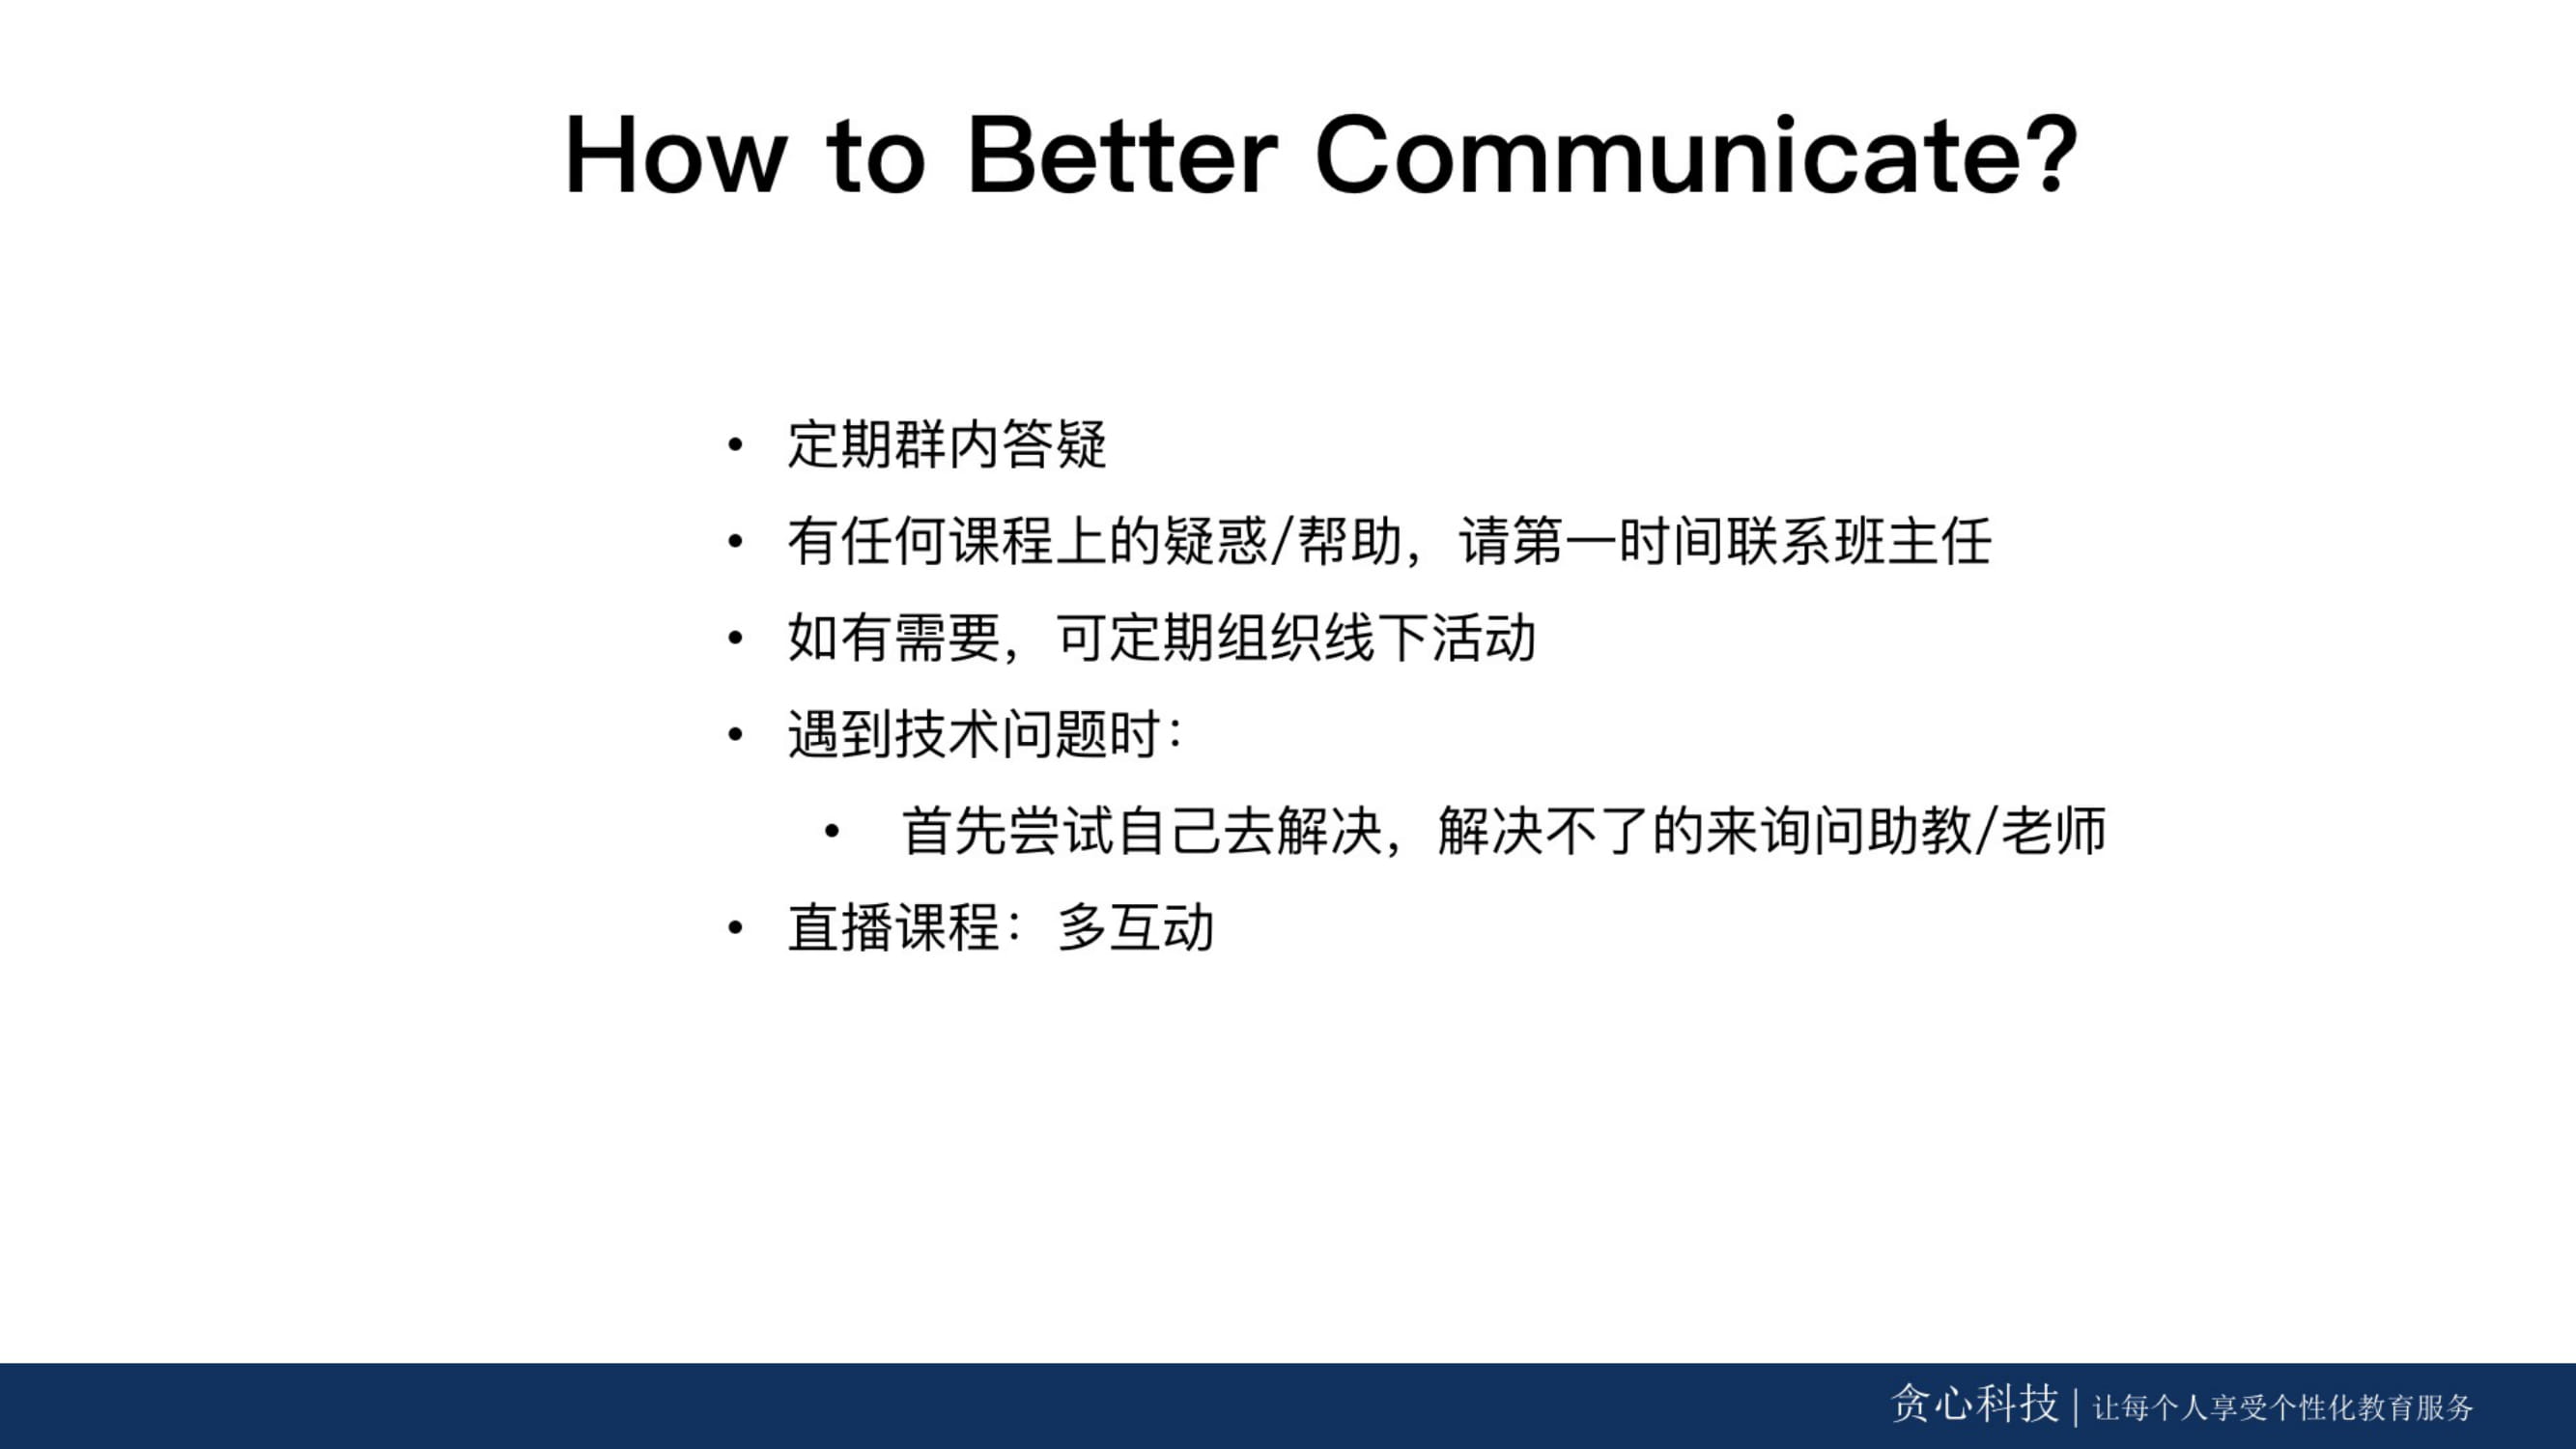 How to Better Communicate?
• 定期群内答疑
• 有任何课程上的疑惑/帮助，请第一时间联系班主任
• 如有需要，可定期组织线下活动
• 遇到技术问题时：
• 首先尝试自己去解决，解决不了的来询问助教/老师
• 直播课程：多互动
贪心科技 | 让每个人享受个性化教育服务